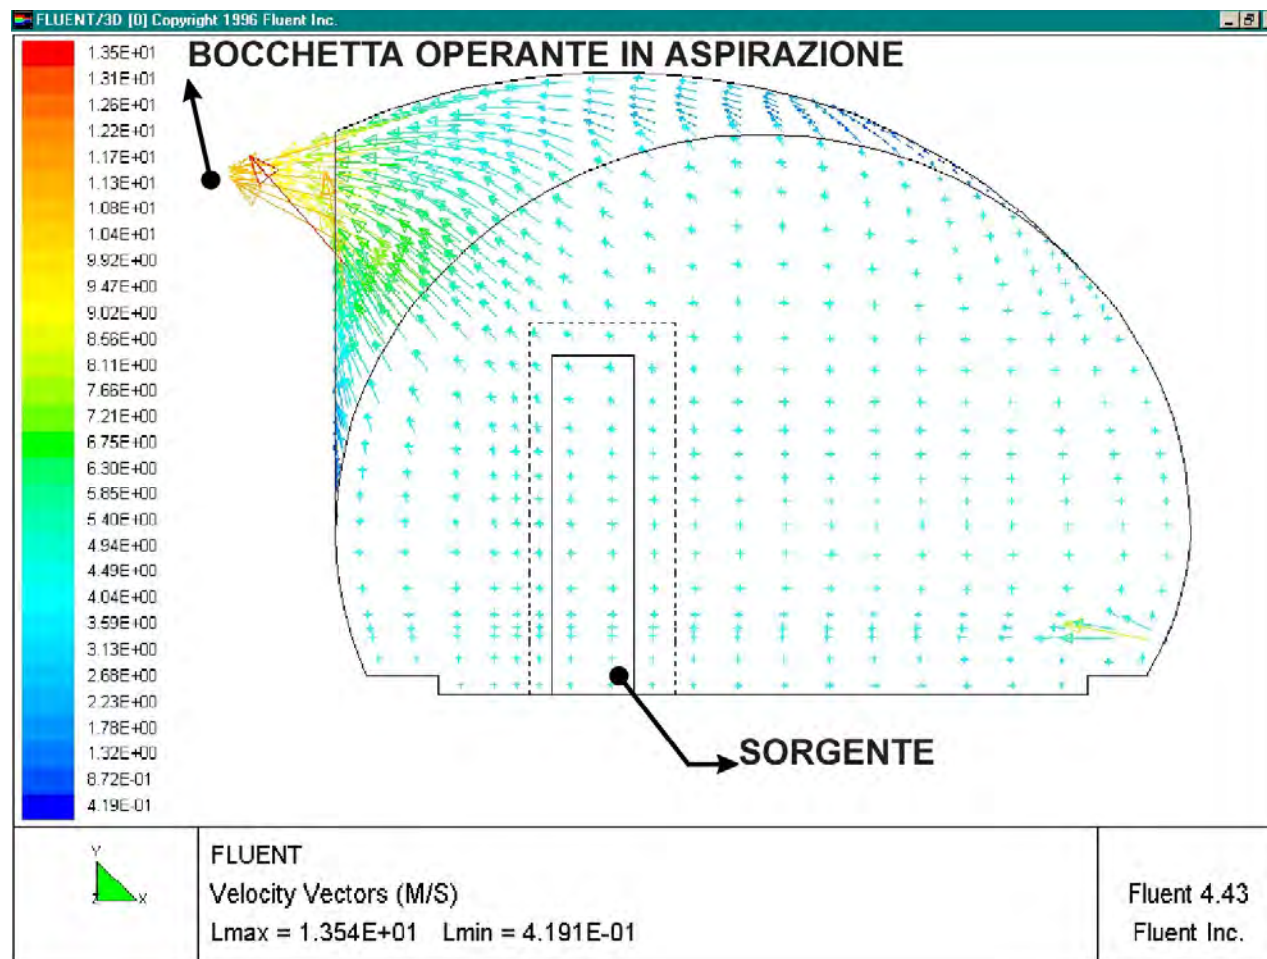 FLUENT/3D [0] Copyright 1996 Fluent Inc.
BOCCHETTA OPERANTE IN ASPIRAZIONE
1.35E+01
1.31E+01
1.26E+01
1.22E+01
1.17E+01
1.13E+01
1.08E+01
1.04E+01
9.92E+00
9.47E+00
9.02E+00
8.56E+00
8.11E+00
7.66E+00
7.21E+00
6.75E+00
6.30E+00
5.85E+00
5.40E+00
4.94E+00
4.49E+00
4.04E+00
3.59E+00
3.13E+00
2.68E+00
2.23E+00
1.78E+00
1.32E+00
8.72E-01
4.19E-01
SORGENTE
Y
Z X
FLUENT
Velocity Vectors (M/S)
Lmax = 1.354E+01 Lmin = 4.191E-01
Fluent 4.43
Fluent Inc.